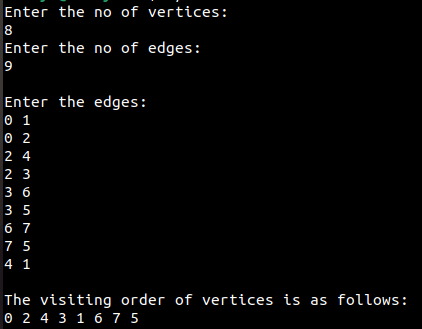 Enter the no of vertices:
8
Enter the no of edges:
9
Enter the edges:
0 1
0 2
2 4
2 3
3 6
3 5
6 7
7 5
4 1
The visiting order of vertices is as follows:
0 2 4 3 1 6 7 5